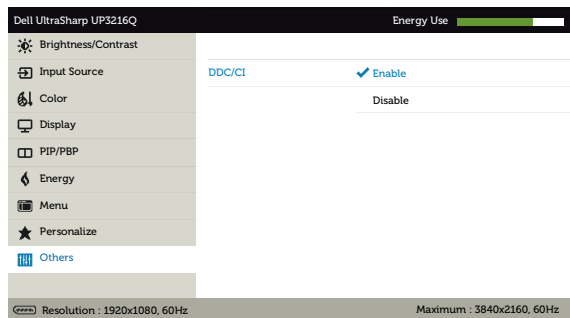 Dell UltraSharp UP3216Q Energy Use
Brightness/Contrast
Input Source DDC/CI Enable
Color Disable
Display
PIP/PBP
Energy
Menu
Personalize
Others
Resolution : 1920x1080, 60Hz Maximum : 3840x2160, 60Hz